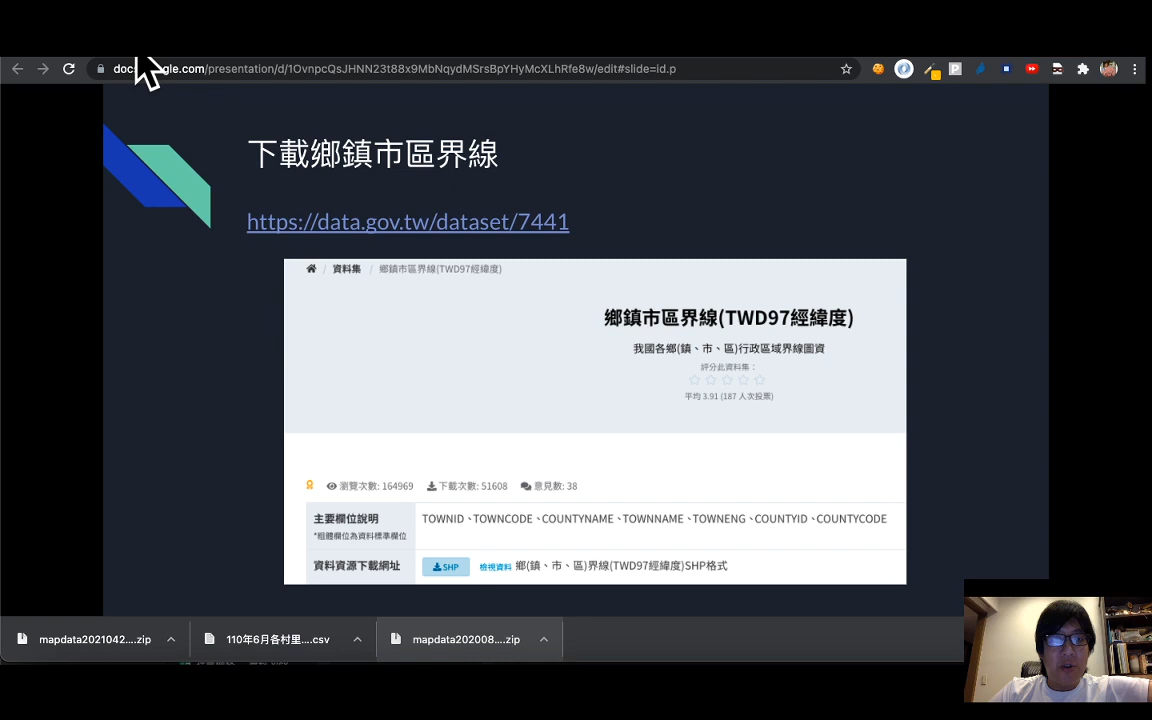 docs.google.com/presentation/d/1OvnpcQsJHNN23t88x9MbNqydMSrsBpYHyMcXLhRfe8w/edit#slide=id.p
下載鄉鎮市區界線
https://data.gov.tw/dataset/7441
資料集 / 鄉鎮市區界線(TWD97經緯度)
鄉鎮市區界線(TWD97經緯度)
我國各鄉(鎮、市、區)行政區域界線圖資
評分此資料集：
平均 3.91 (187 人次投票)
瀏覽次數: 164969 下載次數: 51608 意見數: 38
主要欄位說明 TOWNID、TOWNCODE、COUNTYNAME、TOWNNAME、TOWNENG、COUNTYID、COUNTYCODE
*粗體欄位為資料標準欄位
資料資源下載網址 SHP 檢視資料 鄉(鎮、市、區)界線(TWD97經緯度)SHP格式
mapdata2021042....zip 110年6月各村里....csv mapdata202008....zip